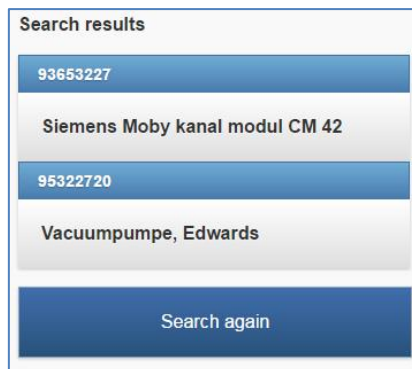 Search results
93653227
Siemens Moby kanal modul CM 42
95322720
Vacuumpumpe, Edwards
Search again